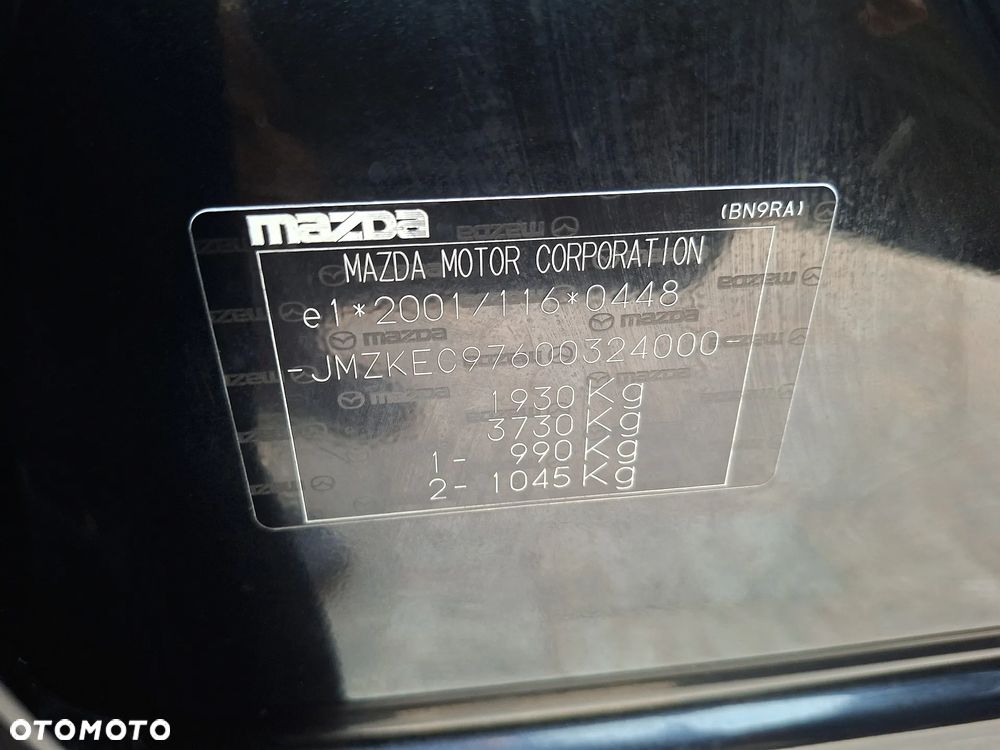 mazda
(BN9RA)
MAZDA MOTOR CORPORATION
e1*2001/116*0448
-JMZKEC97600324000
1930 Kg
3730 Kg
1- 990 Kg
2- 1045 Kg
OTOMOTO